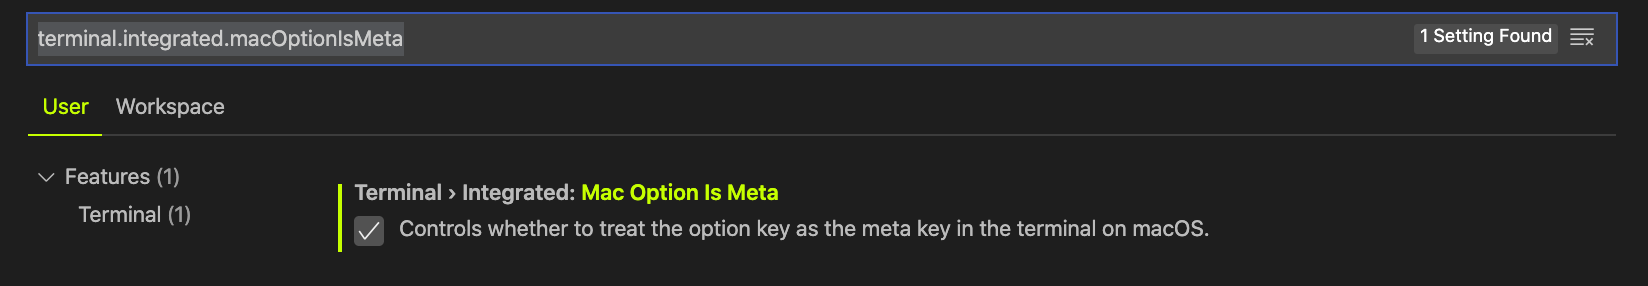 terminal.integrated.macOptionIsMeta
1 Setting Found
User
Workspace
Features (1)
Terminal (1)
Terminal › Integrated: Mac Option Is Meta
Controls whether to treat the option key as the meta key in the terminal on macOS.